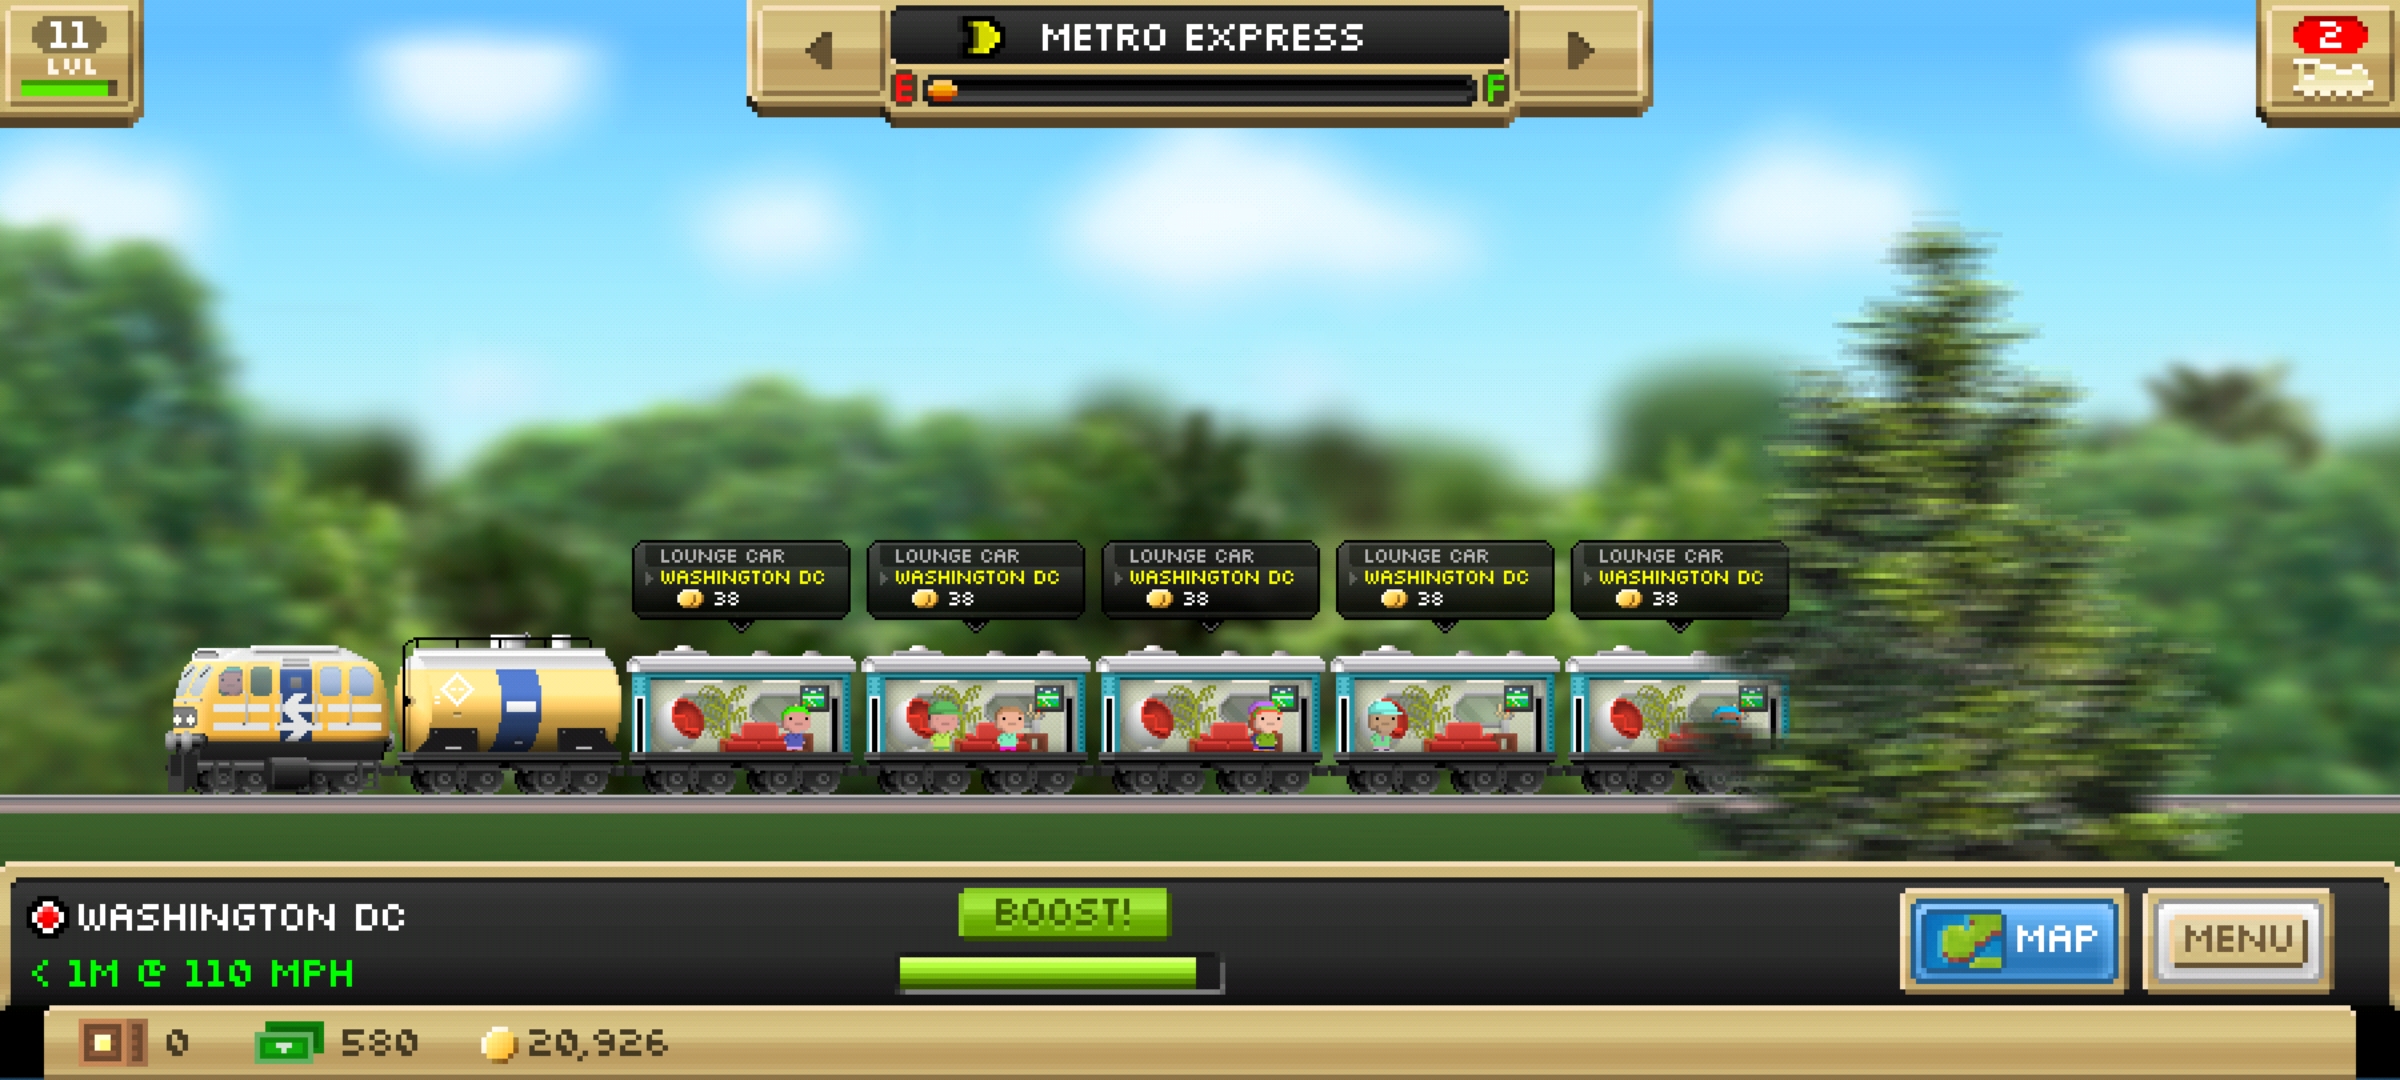 11
LVL
METRO EXPRESS
E F
2
LOUNGE CAR
WASHINGTON DC
38
LOUNGE CAR
WASHINGTON DC
38
LOUNGE CAR
WASHINGTON DC
38
LOUNGE CAR
WASHINGTON DC
38
LOUNGE CAR
WASHINGTON DC
38
WASHINGTON DC
< 1M @ 110 MPH
BOOST!
MAP
MENU
0
580
20,926